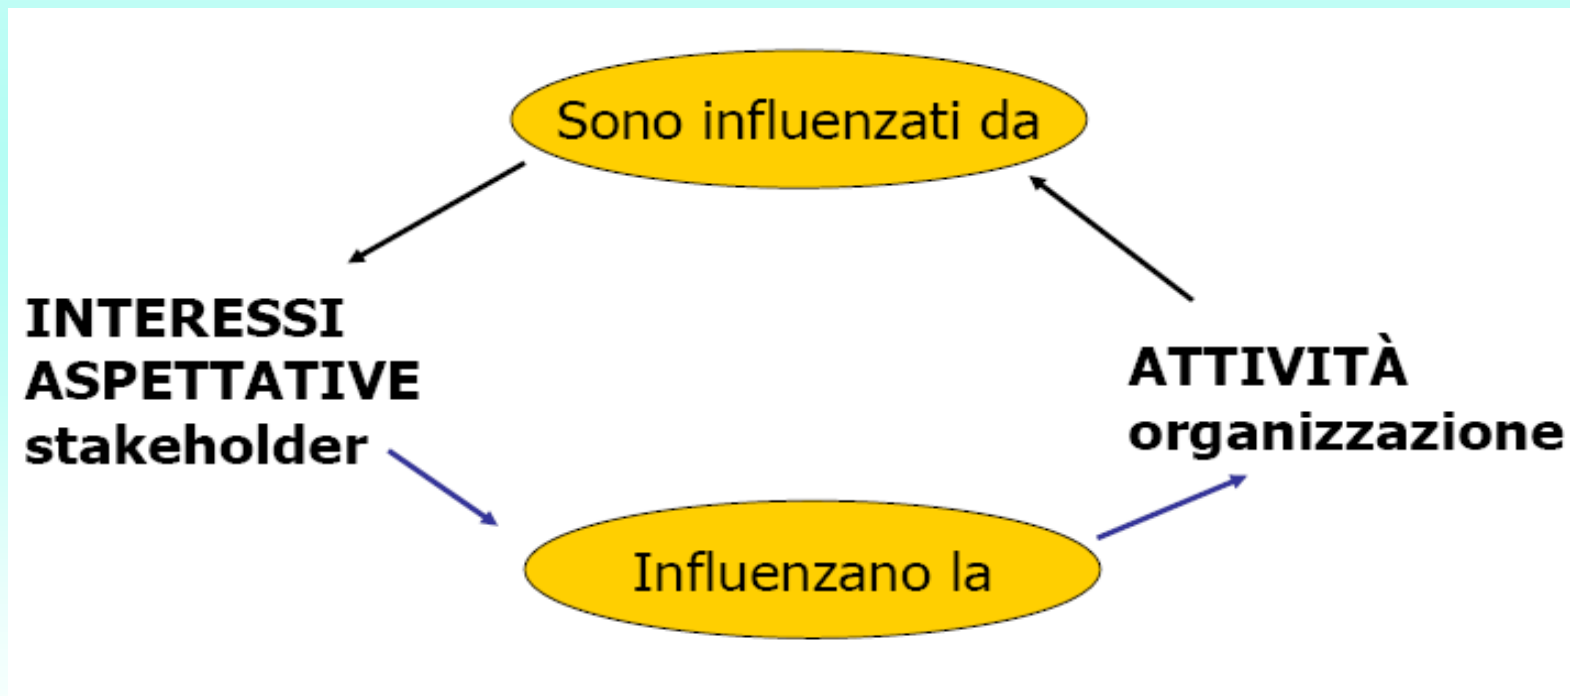 Sono influenzati da
INTERESSI
ASPETTATIVE
stakeholder
ATTIVITÀ
organizzazione
Influenzano la